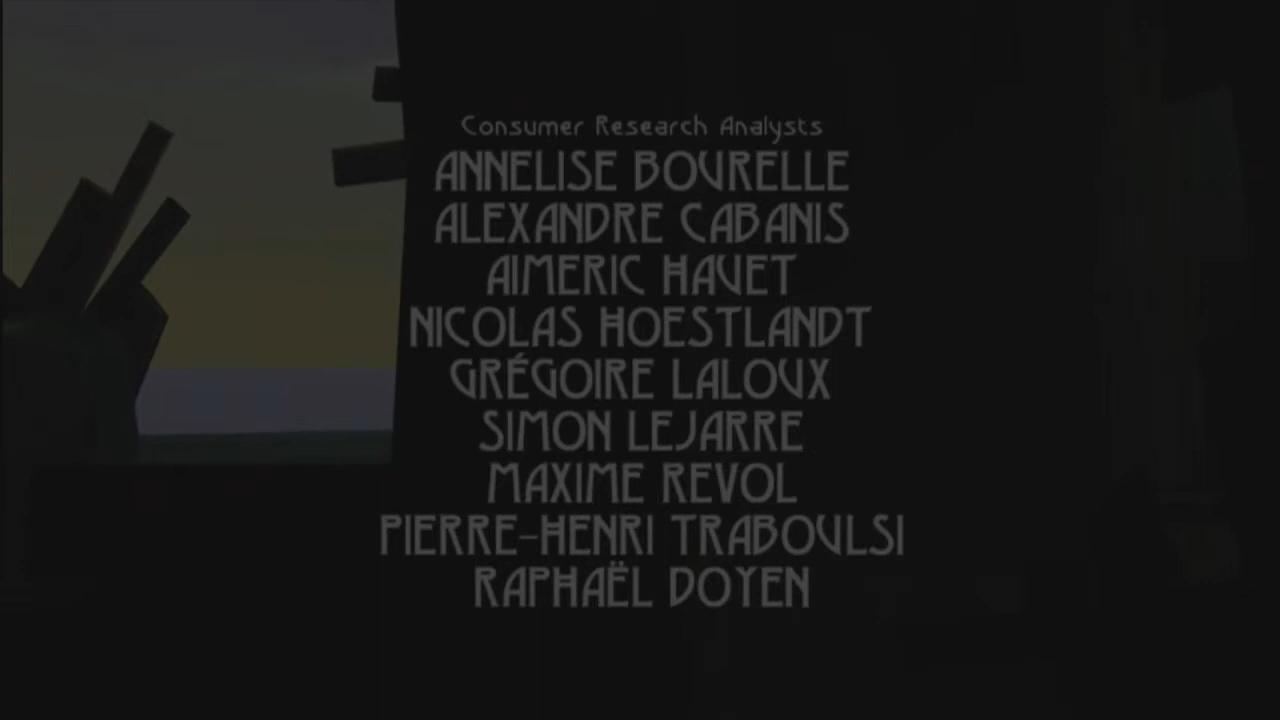 Consumer Research Analysts
ANNELISE BOURELLE
ALEXANDRE CABANIS
AIMERIC HAVET
NICOLAS HOESTLANDT
GRÉGOIRE LALOUX
SIMON LEJARRE
MAXIME REVOL
PIERRE-HENRI TRABOULSI
RAPHAËL DOYEN